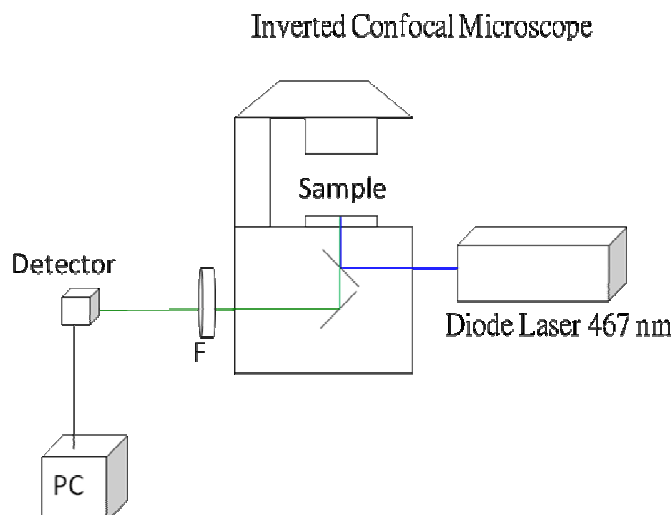 Inverted Confocal Microscope
Sample
Detector
F
Diode Laser 467 nm
PC